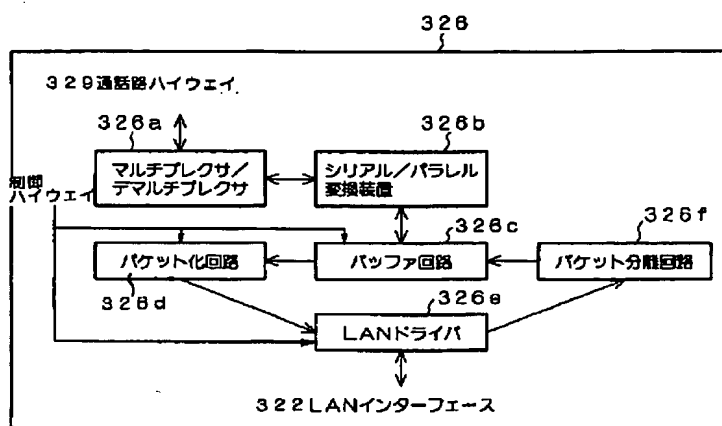 326
329通話路ハイウェイ
326a
326b
マルチプレクサ/
デマルチプレクサ
シリアル/パラレル
変換装置
制御
ハイウェイ
326c
326f
パケット化回路
バッファ回路
パケット分離回路
326d
326e
LANドライバ
322LANインターフェース